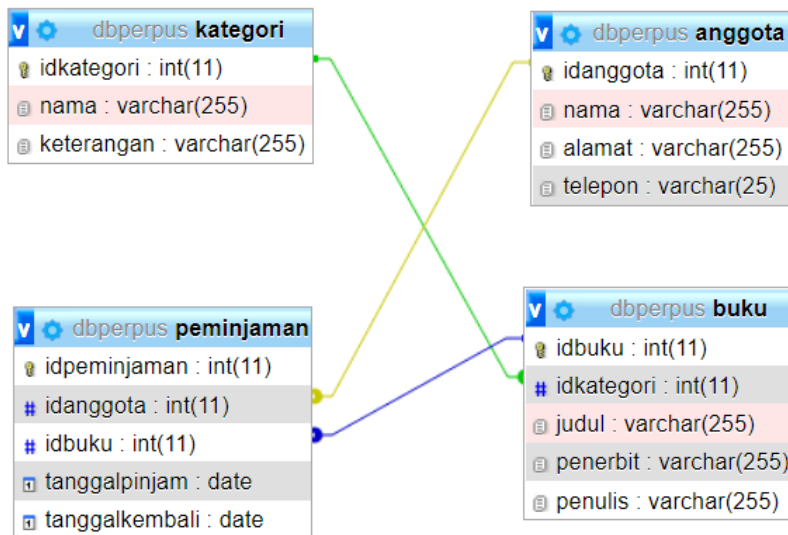 v dbperpus kategori
idkategori : int(11)
nama : varchar(255)
keterangan : varchar(255)
v dbperpus anggota
idanggota : int(11)
nama : varchar(255)
alamat : varchar(255)
telepon : varchar(25)
v dbperpus peminjaman
idpeminjaman : int(11)
# idanggota : int(11)
# idbuku : int(11)
tanggalpinjam : date
tanggalkembali : date
v dbperpus buku
idbuku : int(11)
# idkategori : int(11)
judul : varchar(255)
penerbit : varchar(255)
penulis : varchar(255)